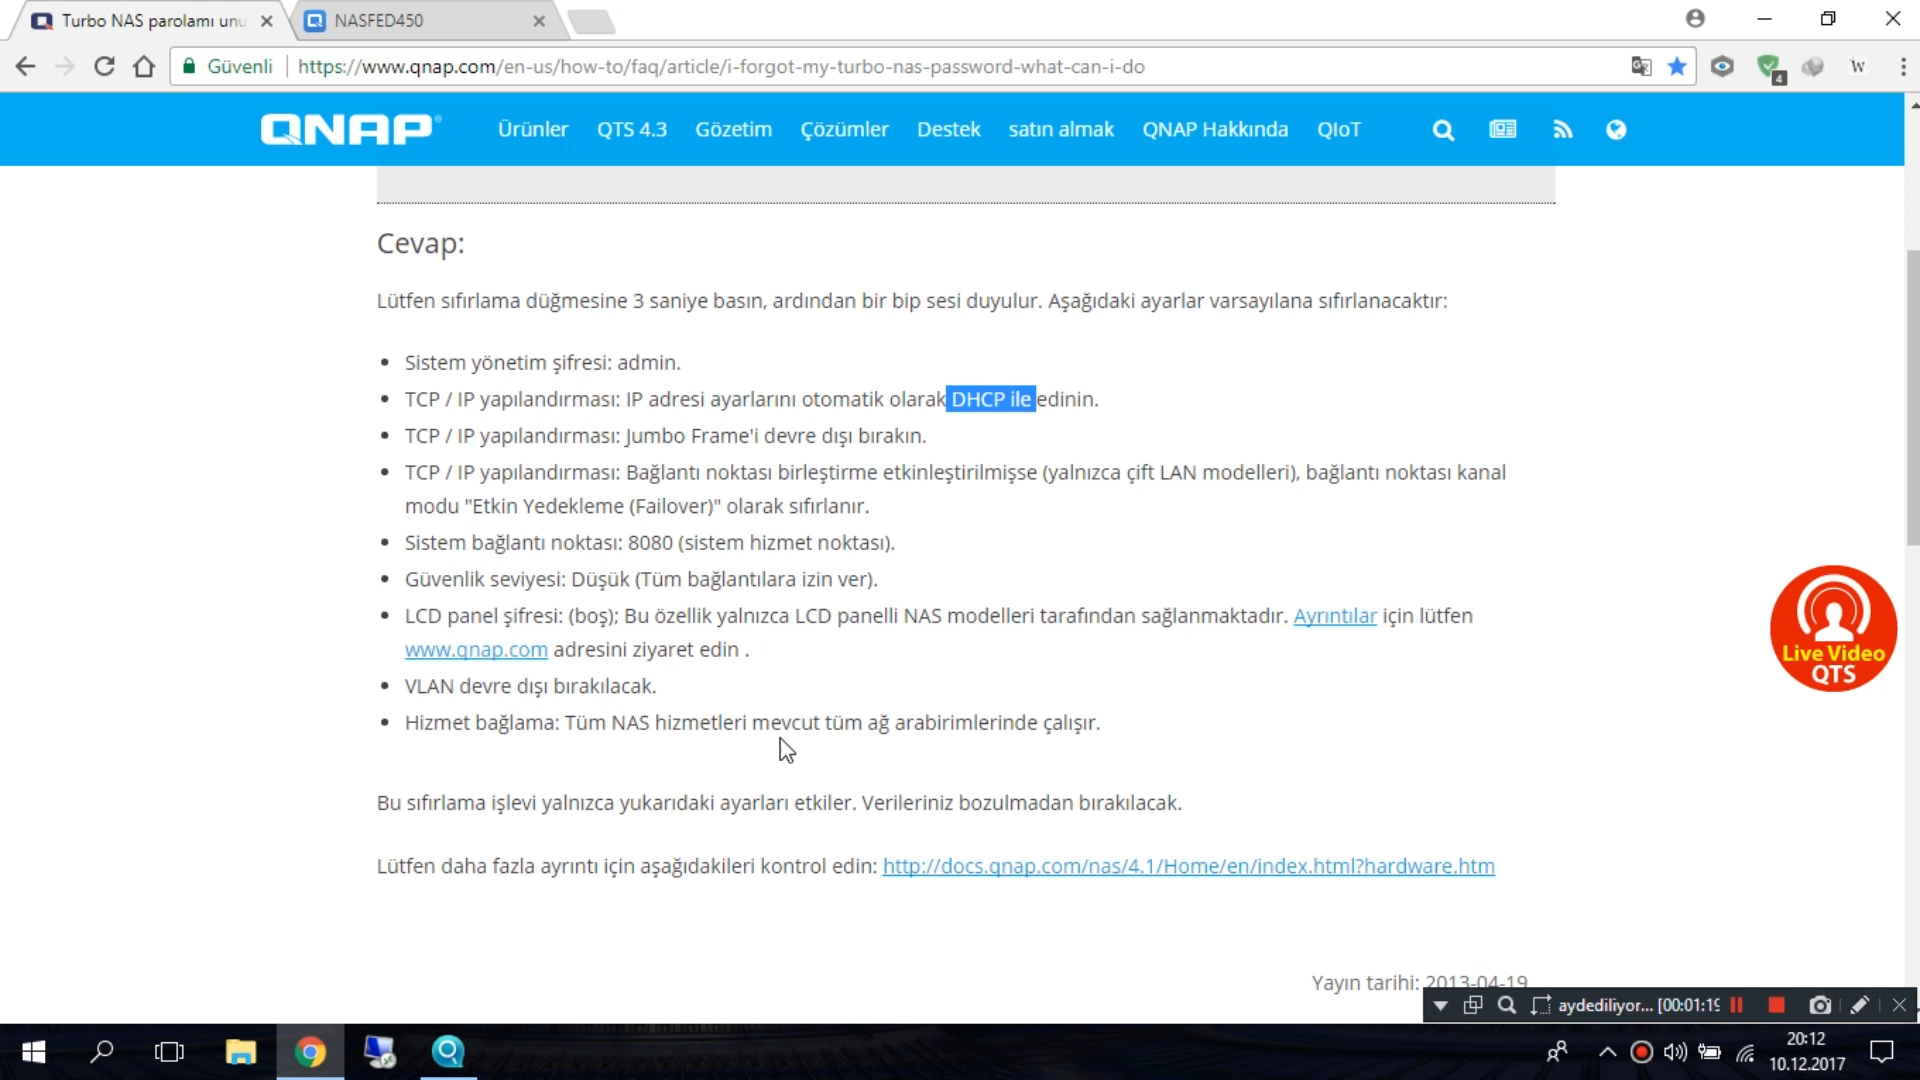 Turbo NAS parolamı unu
NASFED450
Güvenli
https://www.qnap.com/en-us/how-to/faq/article/i-forgot-my-turbo-nas-password-what-can-i-do
4
W
QNAP
Ürünler
QTS 4.3
Gözetim
Çözümler
Destek
satın almak
QNAP Hakkında
QIoT
Cevap:
Lütfen sıfırlama düğmesine 3 saniye basın, ardından bir bip sesi duyulur. Aşağıdaki ayarlar varsayılana sıfırlanacaktır:
Sistem yönetim şifresi: admin.
TCP / IP yapılandırması: IP adresi ayarlarını otomatik olarak DHCP ile edinin.
TCP / IP yapılandırması: Jumbo Frame'i devre dışı bırakın.
TCP / IP yapılandırması: Bağlantı noktası birleştirme etkinleştirilmişse (yalnızca çift LAN modelleri), bağlantı noktası kanal
modu "Etkin Yedekleme (Failover)" olarak sıfırlanır.
Sistem bağlantı noktası: 8080 (sistem hizmet noktası).
Güvenlik seviyesi: Düşük (Tüm bağlantılara izin ver).
LCD panel şifresi: (boş); Bu özellik yalnızca LCD panelli NAS modelleri tarafından sağlanmaktadır. Ayrıntılar için lütfen
www.qnap.com adresini ziyaret edin .
VLAN devre dışı bırakılacak.
Hizmet bağlama: Tüm NAS hizmetleri mevcut tüm ağ arabirimlerinde çalışır.
Live Video
QTS
Bu sıfırlama işlevi yalnızca yukarıdaki ayarları etkiler. Verileriniz bozulmadan bırakılacak.
Lütfen daha fazla ayrıntı için aşağıdakileri kontrol edin: http://docs.qnap.com/nas/4.1/Home/en/index.html?hardware.htm
Yayın tarihi: 2013-04-19
aydediliyor... [00:01:19
20:12
10.12.2017